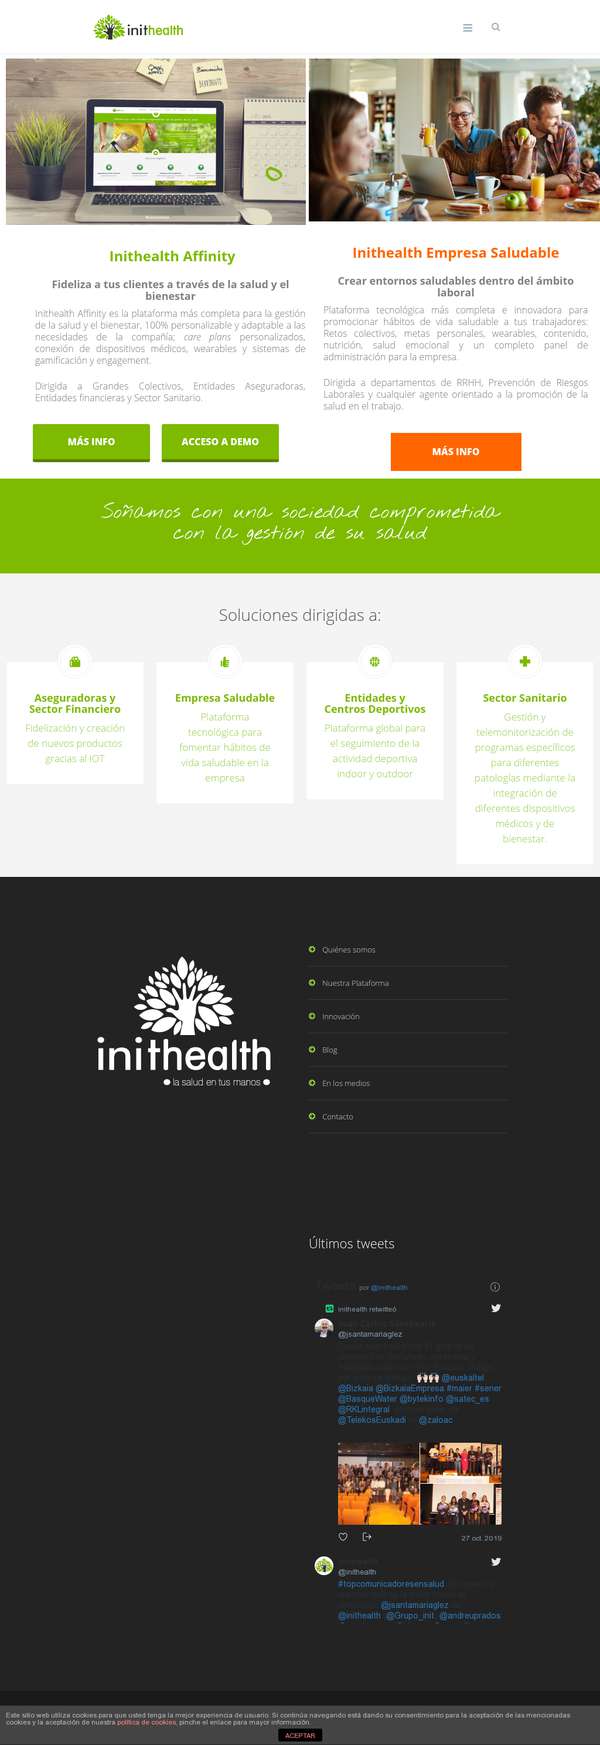 inithealth
Inithealth Affinity
Fideliza a tus clientes a través de la salud y el
bienestar
Inithealth Affinity es la plataforma más completa para la gestión
de la salud y el bienestar, 100% personalizable y adaptable a las
necesidades de la compañía; care plans personalizados,
conexión de dispositivos médicos, wearables y sistemas de
gamificación y engagement.
Dirigida a Grandes Colectivos, Entidades Aseguradoras,
Entidades financieras y Sector Sanitario.
MÁS INFO
ACCESO A DEMO
Inithealth Empresa Saludable
Crear entornos saludables dentro del ámbito
laboral
Plataforma tecnológica más completa e innovadora para
promocionar hábitos de vida saludable a tus trabajadores:
Retos colectivos, metas personales, wearables, contenido,
nutrición, salud emocional y un completo panel de
administración para la empresa.
Dirigida a departamentos de RRHH, Prevención de Riesgos
Laborales y cualquier agente orientado a la promoción de la
salud en el trabajo.
MÁS INFO
Soñamos con una sociedad comprometida
con la gestión de su salud
Soluciones dirigidas a:
Aseguradoras y
Sector Financiero
Fidelización y creación
de nuevos productos
gracias al IOT
Empresa Saludable
Plataforma
tecnológica para
fomentar hábitos de
vida saludable en la
empresa
Entidades y
Centros Deportivos
Plataforma global para
el seguimiento de la
actividad deportiva
indoor y outdoor
Sector Sanitario
Gestión y
telemonitorización de
programas específicos
para diferentes
patologías mediante la
integración de
diferentes dispositivos
médicos y de
bienestar.
inithealth
la salud en tus manos
Quiénes somos
Nuestra Plataforma
Innovación
Blog
En los medios
Contacto
Últimos tweets
por @inithealth
inithealth retwitteó
@jsantamariaglez
@euskaltel
@Bizkaia @BizkaiaEmpresa #maier #sener
@BasqueWater @bytekinfo @satec_es
@RKLintegral
@TelekosEuskadi @zaloac
27 oct. 2019
@inithealth
#topcomunicadoresensalud
@jsantamariaglez
@inithealth @Grupo_init, @andreuprados
Este sitio web utiliza cookies para que usted tenga la mejor experiencia de usuario. Si continúa navegando está dando su consentimiento para la aceptación de las mencionadas
cookies y la aceptación de nuestra política de cookies, pinche el enlace para mayor información.
ACEPTAR